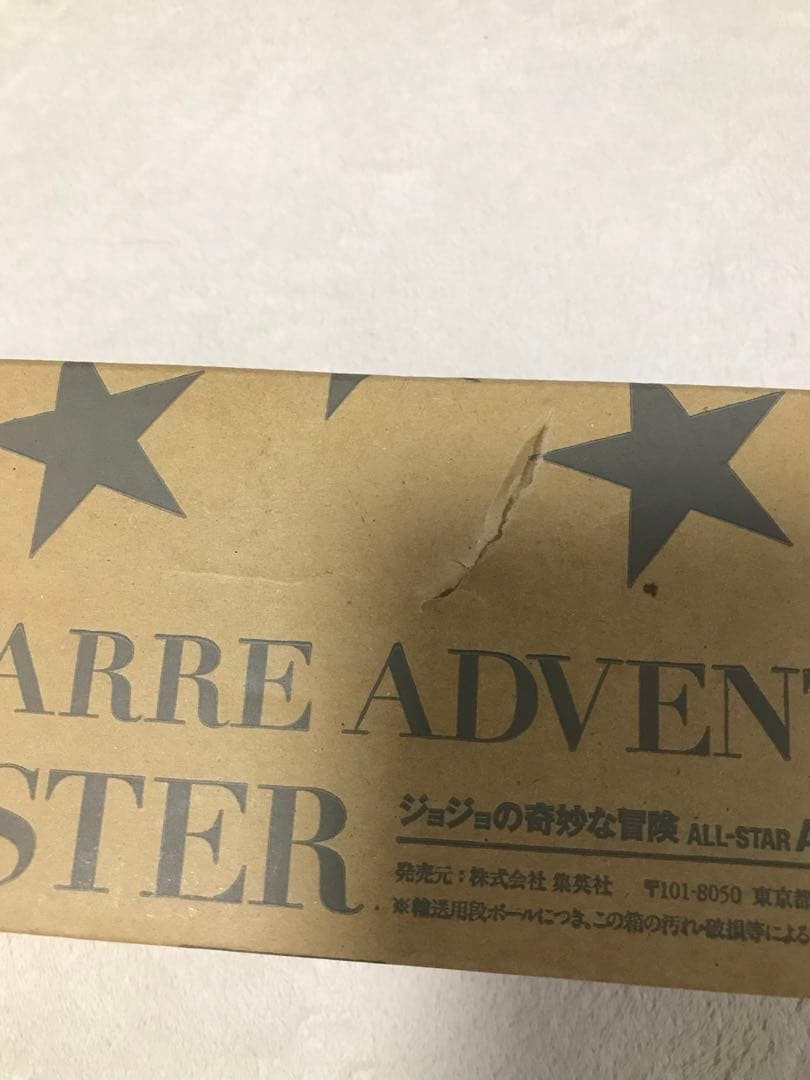 ARRE ADVENT
STER
ジョジョの奇妙な冒険 ALL-STAR A
発売元：株式会社 集英社 〒101-8050 東京都
※輸送用段ボールにつき、この箱の汚れ・破損等による